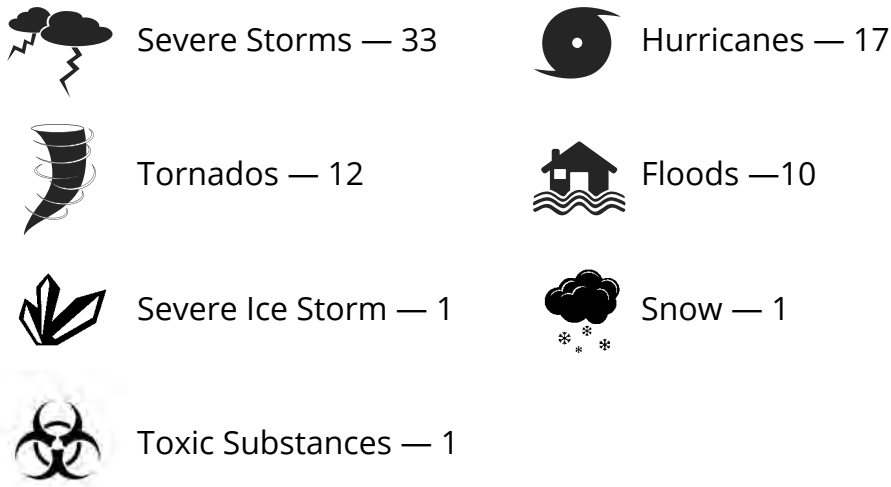 Severe Storms — 33
Hurricanes — 17
Tornados — 12
Floods —10
Severe Ice Storm — 1
Snow — 1
Toxic Substances — 1